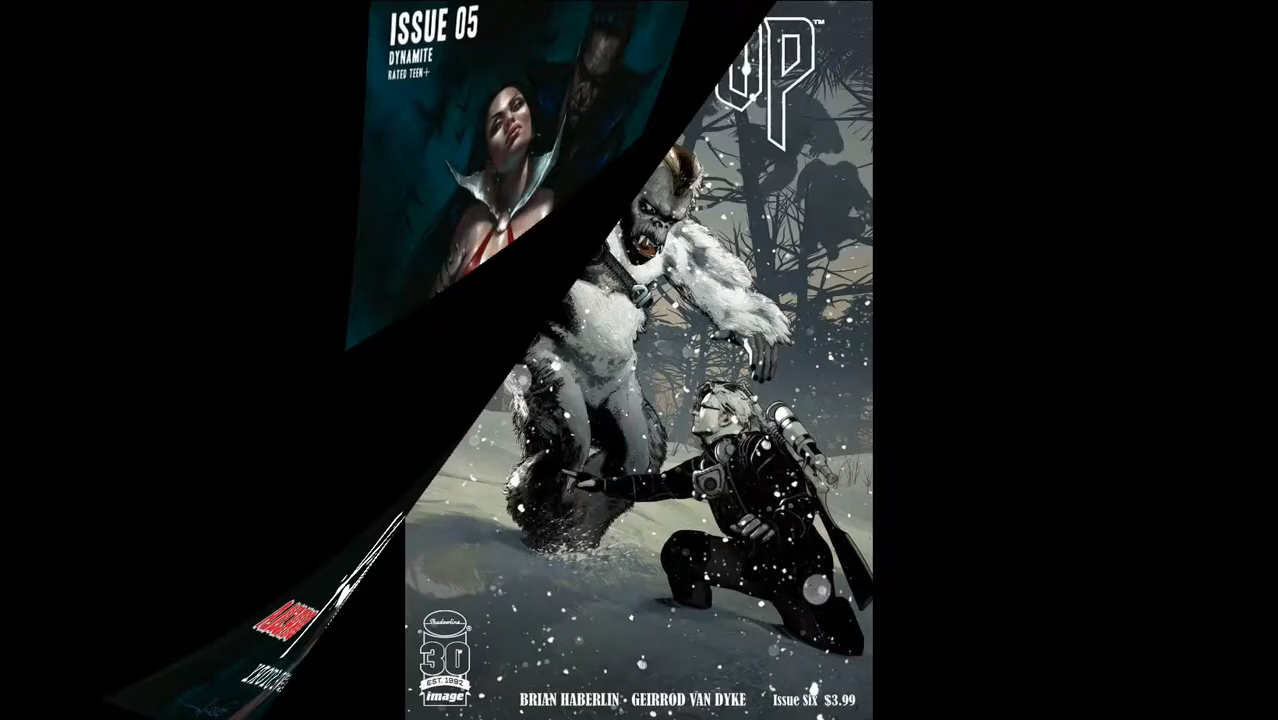 ISSUE 05
DYNAMITE
RATED TEEN+
UP™
Shadowline
30
EST. 1992
image
BRIAN HABERLIN · GEIRROD VAN DYKE
Issue Six $3.99